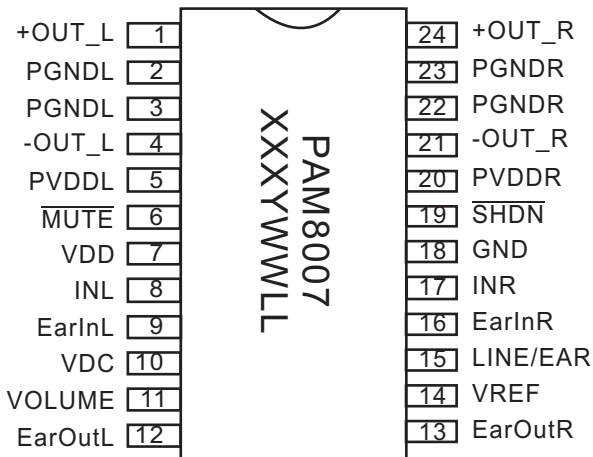 +OUT_L 1 24 +OUT_R
PGNDL 2 23 PGNDR
PGNDL 3 22 PGNDR
-OUT_L 4 21 -OUT_R
PVDDL 5 20 PVDDR
MUTE 6 19 SHDN
VDD 7 18 GND
INL 8 17 INR
EarInL 9 16 EarInR
VDC 10 15 LINE/EAR
VOLUME 11 14 VREF
EarOutL 12 13 EarOutR
PAM8007
XXXYWWLL